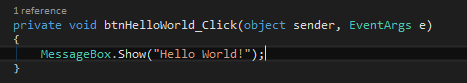 1 reference
private void btnHelloWorld_Click(object sender, EventArgs e)
{
    MessageBox.Show("Hello World!");
}